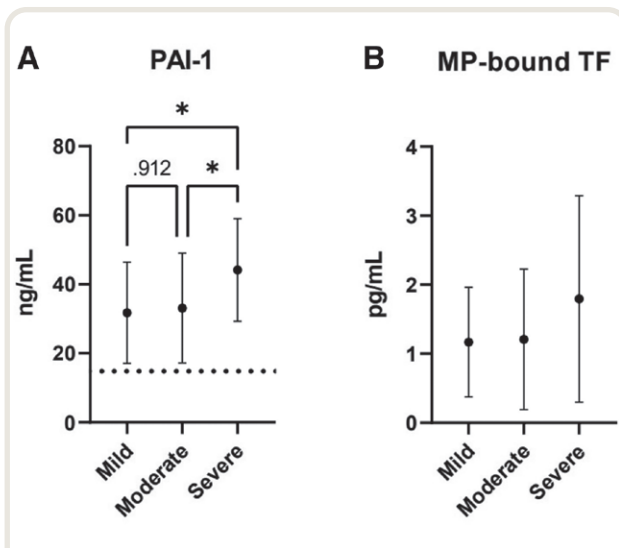 A
PAI-1
*
.912
*
80
60
40
20
0
ng/mL
Mild
Moderate
Severe
B
MP-bound TF
4
3
2
1
0
pg/mL
Mild
Moderate
Severe